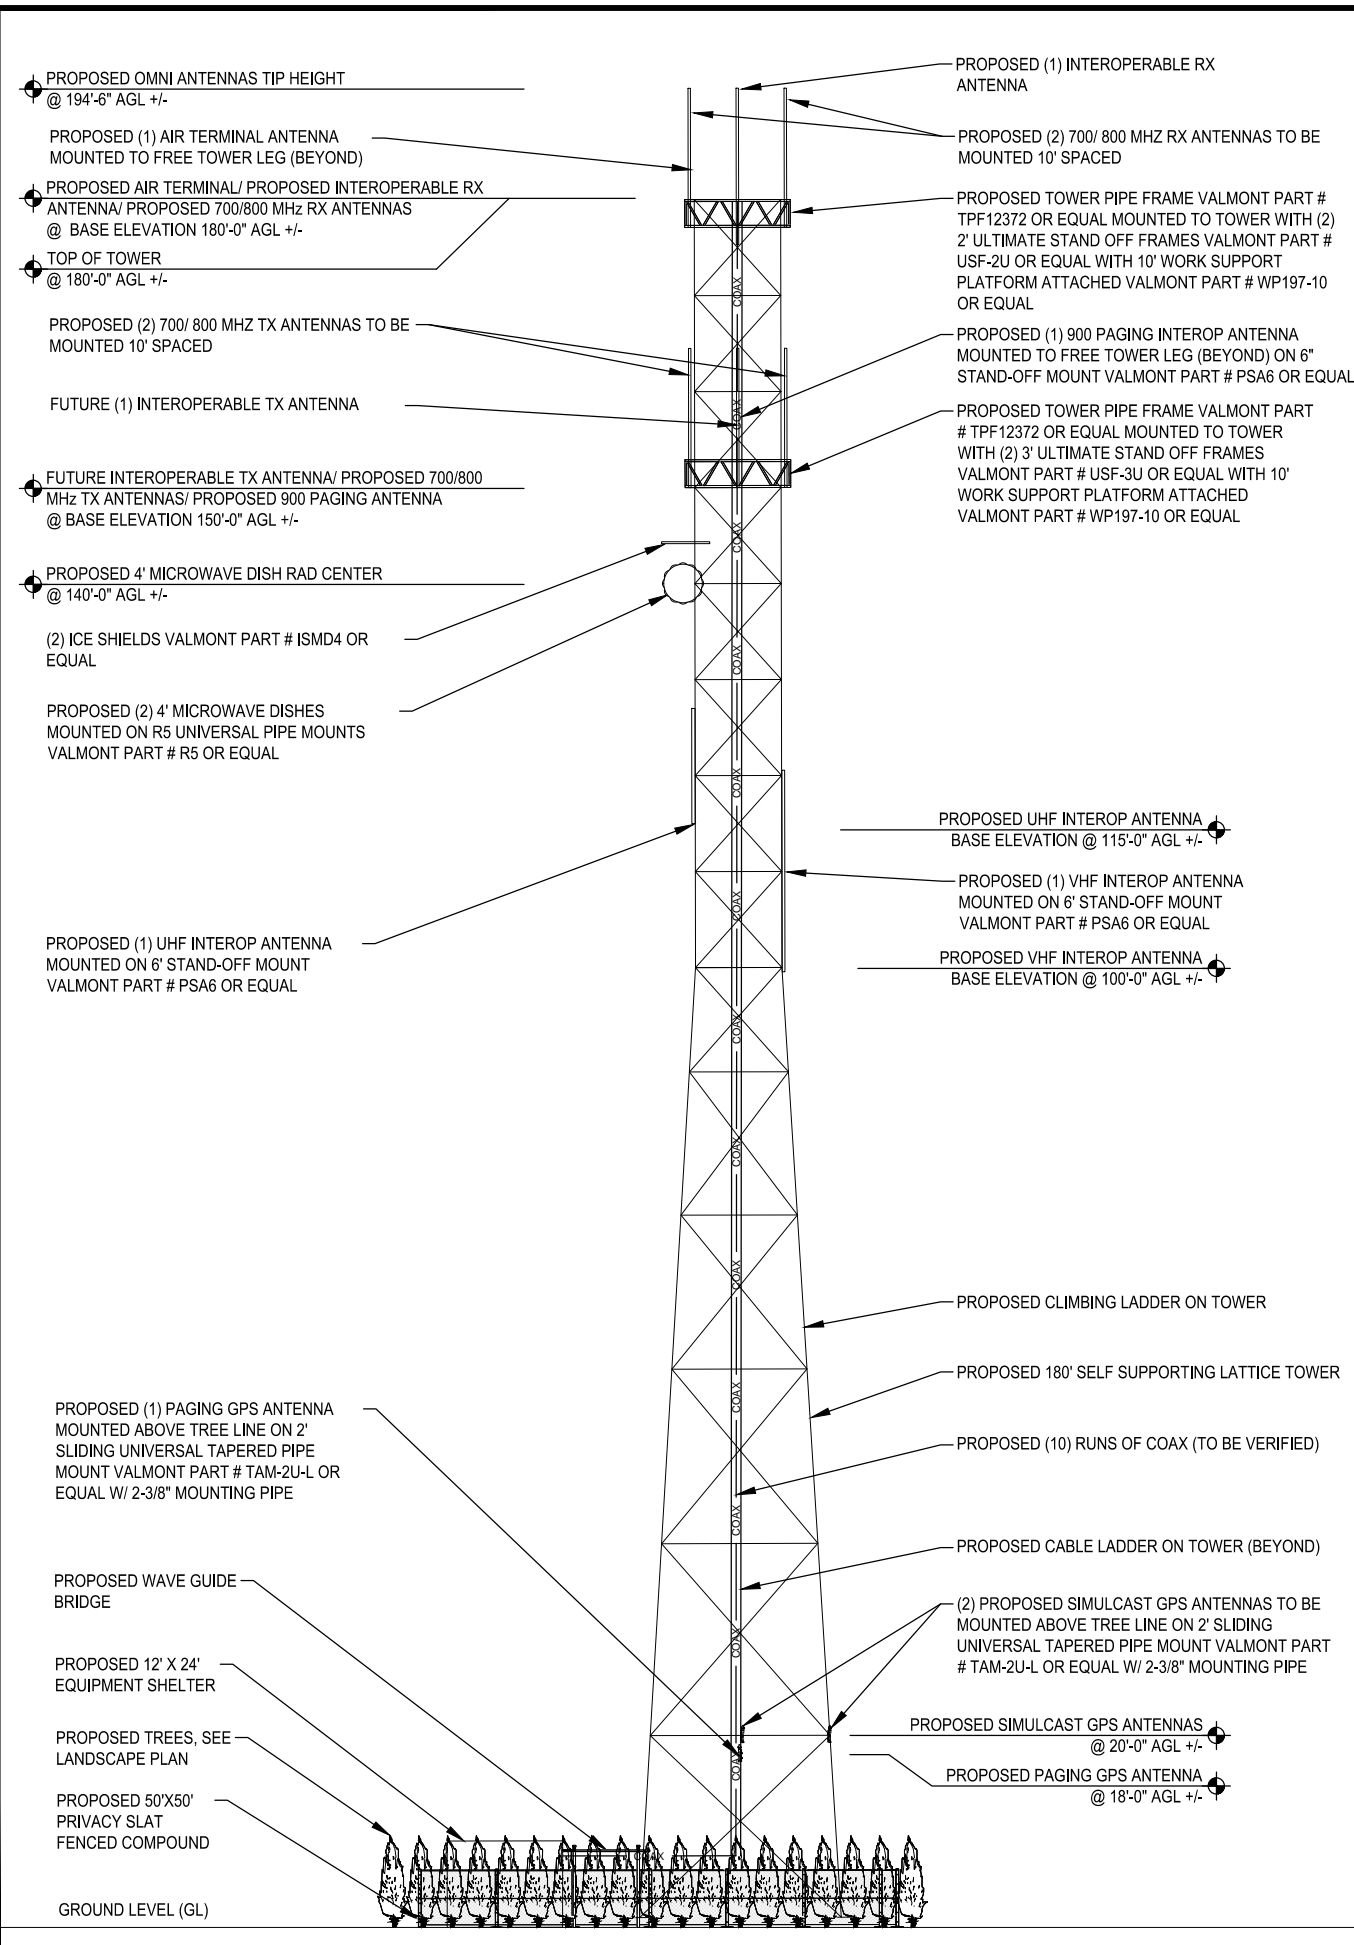 PROPOSED OMNI ANTENNAS TIP HEIGHT
@ 194'-6" AGL +/-
PROPOSED (1) AIR TERMINAL ANTENNA
MOUNTED TO FREE TOWER LEG (BEYOND)
PROPOSED AIR TERMINAL/ PROPOSED INTEROPERABLE RX
ANTENNA/ PROPOSED 700/800 MHz RX ANTENNAS
@ BASE ELEVATION 180'-0" AGL +/-
TOP OF TOWER
@ 180'-0" AGL +/-
PROPOSED (2) 700/ 800 MHZ TX ANTENNAS TO BE
MOUNTED 10' SPACED
FUTURE (1) INTEROPERABLE TX ANTENNA
FUTURE INTEROPERABLE TX ANTENNA/ PROPOSED 700/800
MHz TX ANTENNAS/ PROPOSED 900 PAGING ANTENNA
@ BASE ELEVATION 150'-0" AGL +/-
PROPOSED 4' MICROWAVE DISH RAD CENTER
@ 140'-0" AGL +/-
(2) ICE SHIELDS VALMONT PART # ISMD4 OR
EQUAL
PROPOSED (2) 4' MICROWAVE DISHES
MOUNTED ON R5 UNIVERSAL PIPE MOUNTS
VALMONT PART # R5 OR EQUAL
PROPOSED (1) UHF INTEROP ANTENNA
MOUNTED ON 6' STAND-OFF MOUNT
VALMONT PART # PSA6 OR EQUAL
PROPOSED (1) PAGING GPS ANTENNA
MOUNTED ABOVE TREE LINE ON 2'
SLIDING UNIVERSAL TAPERED PIPE
MOUNT VALMONT PART # TAM-2U-L OR
EQUAL W/ 2-3/8" MOUNTING PIPE
PROPOSED WAVE GUIDE
BRIDGE
PROPOSED 12' X 24'
EQUIPMENT SHELTER
PROPOSED TREES, SEE
LANDSCAPE PLAN
PROPOSED 50'X50'
PRIVACY SLAT
FENCED COMPOUND
GROUND LEVEL (GL)
COAX
COAX
COAX
COAX
COAX
COAX
COAX
COAX
COAX
COAX
COAX
COAX
COAX
COAX
PROPOSED (1) INTEROPERABLE RX
ANTENNA
PROPOSED (2) 700/ 800 MHZ RX ANTENNAS TO BE
MOUNTED 10' SPACED
PROPOSED TOWER PIPE FRAME VALMONT PART #
TPF12372 OR EQUAL MOUNTED TO TOWER WITH (2)
2' ULTIMATE STAND OFF FRAMES VALMONT PART #
USF-2U OR EQUAL WITH 10' WORK SUPPORT
PLATFORM ATTACHED VALMONT PART # WP197-10
OR EQUAL
PROPOSED (1) 900 PAGING INTEROP ANTENNA
MOUNTED TO FREE TOWER LEG (BEYOND) ON 6"
STAND-OFF MOUNT VALMONT PART # PSA6 OR EQUAL
PROPOSED TOWER PIPE FRAME VALMONT PART
# TPF12372 OR EQUAL MOUNTED TO TOWER
WITH (2) 3' ULTIMATE STAND OFF FRAMES
VALMONT PART # USF-3U OR EQUAL WITH 10'
WORK SUPPORT PLATFORM ATTACHED
VALMONT PART # WP197-10 OR EQUAL
PROPOSED UHF INTEROP ANTENNA
BASE ELEVATION @ 115'-0" AGL +/-
PROPOSED (1) VHF INTEROP ANTENNA
MOUNTED ON 6' STAND-OFF MOUNT
VALMONT PART # PSA6 OR EQUAL
PROPOSED VHF INTEROP ANTENNA
BASE ELEVATION @ 100'-0" AGL +/-
PROPOSED CLIMBING LADDER ON TOWER
PROPOSED 180' SELF SUPPORTING LATTICE TOWER
PROPOSED (10) RUNS OF COAX (TO BE VERIFIED)
PROPOSED CABLE LADDER ON TOWER (BEYOND)
(2) PROPOSED SIMULCAST GPS ANTENNAS TO BE
MOUNTED ABOVE TREE LINE ON 2' SLIDING
UNIVERSAL TAPERED PIPE MOUNT VALMONT PART
# TAM-2U-L OR EQUAL W/ 2-3/8" MOUNTING PIPE
PROPOSED SIMULCAST GPS ANTENNAS
@ 20'-0" AGL +/-
PROPOSED PAGING GPS ANTENNA
@ 18'-0" AGL +/-